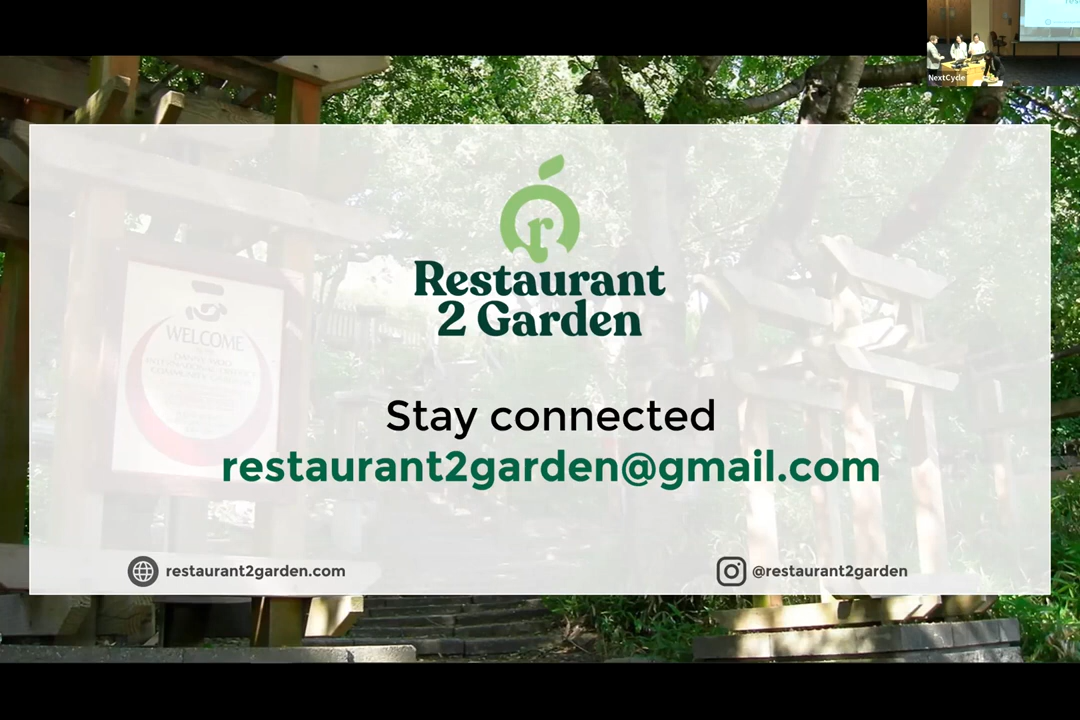 NextCycle
r
Restaurant
2 Garden
WELCOME
Stay connected
restaurant2garden@gmail.com
restaurant2garden.com
@restaurant2garden